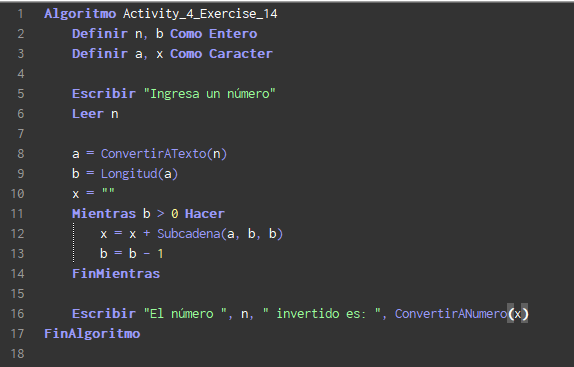 1 Algoritmo Activity_4_Exercise_14
2 Definir n, b Como Entero
3 Definir a, x Como Caracter
4
5 Escribir "Ingresa un número"
6 Leer n
7
8 a = ConvertirATexto(n)
9 b = Longitud(a)
10 x = ""
11 Mientras b > 0 Hacer
12 x = x + Subcadena(a, b, b)
13 b = b - 1
14 FinMientras
15
16 Escribir "El número ", n, " invertido es: ", ConvertirANumero(x)
17 FinAlgoritmo
18